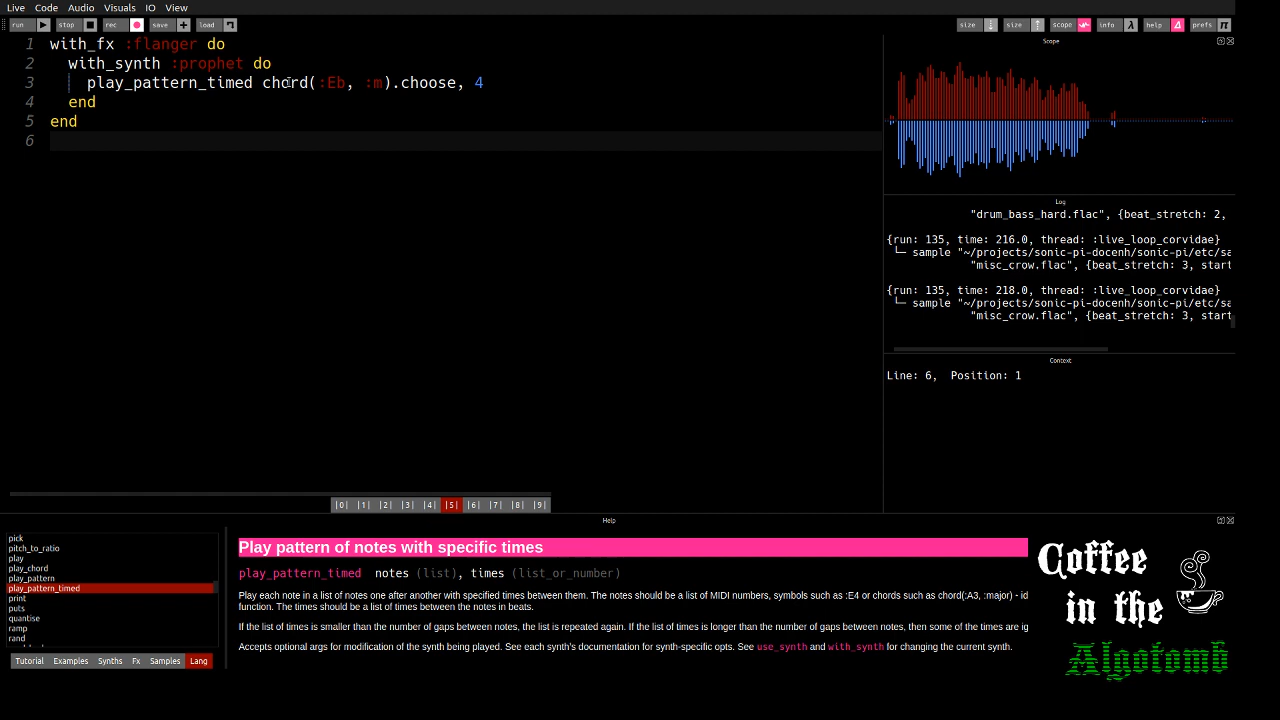 Live Code Audio Visuals IO View
run stop rec save load size size scope info help prefs
1 with_fx :flanger do
2 with_synth :prophet do
3 play_pattern_timed chord(:Eb, :m).choose, 4
4 end
5 end
6
Scope
Log
"drum_bass_hard.flac", {beat_stretch: 2,
{run: 135, time: 216.0, thread: :live_loop_corvidae}
└─ sample "~/projects/sonic-pi-docenh/sonic-pi/etc/sa
"misc_crow.flac", {beat_stretch: 3, start
{run: 135, time: 218.0, thread: :live_loop_corvidae}
└─ sample "~/projects/sonic-pi-docenh/sonic-pi/etc/sa
"misc_crow.flac", {beat_stretch: 3, start
Context
Line: 6, Position: 1
|0| |1| |2| |3| |4| |5| |6| |7| |8| |9|
Help
pick
pitch_to_ratio
play
play_chord
play_pattern
play_pattern_timed
print
puts
quantise
ramp
rand
Tutorial Examples Synths Fx Samples Lang
Play pattern of notes with specific times
play_pattern_timed notes (list), times (list_or_number)
Play each note in a list of notes one after another with specified times between them. The notes should be a list of MIDI numbers, symbols such as :E4 or chords such as chord(:A3, :major) - id
function. The times should be a list of times between the notes in beats.
If the list of times is smaller than the number of gaps between notes, the list is repeated again. If the list of times is longer than the number of gaps between notes, then some of the times are ig
Accepts optional args for modification of the synth being played. See each synth's documentation for synth-specific opts. See use_synth and with_synth for changing the current synth.
Coffee
in the
Algotomb